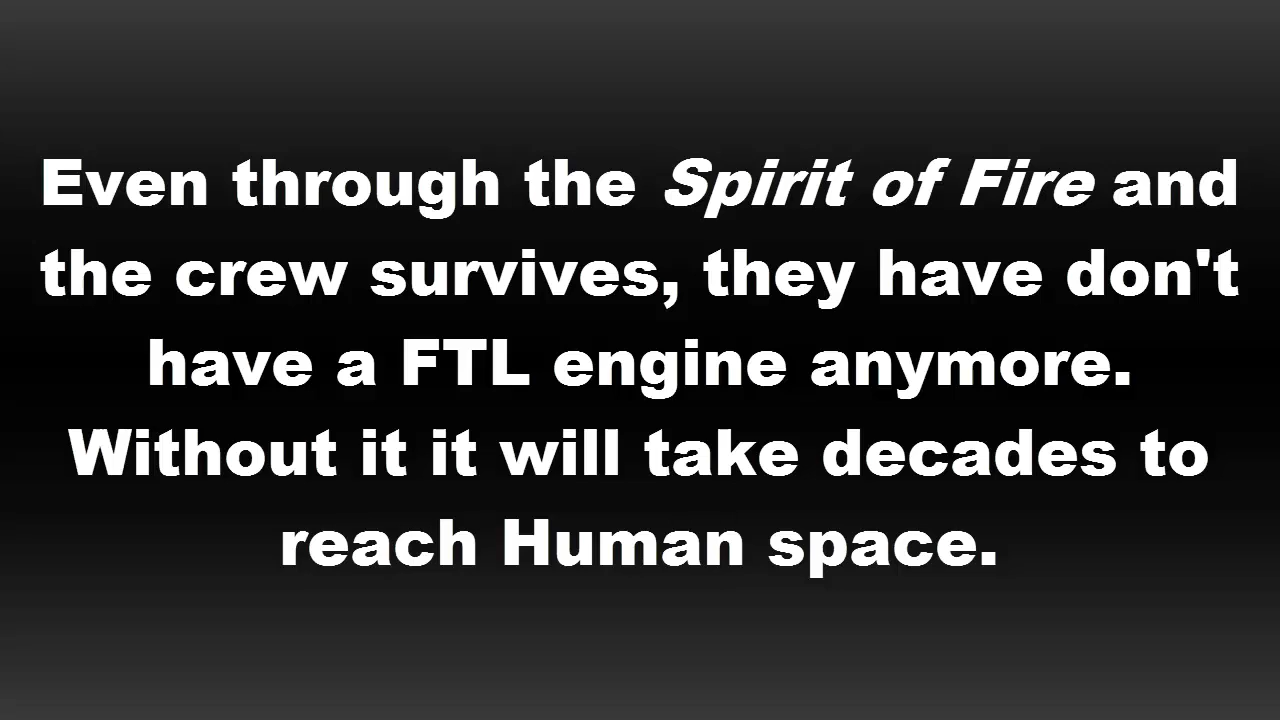 Even through the Spirit of Fire and
the crew survives, they have don't
have a FTL engine anymore.
Without it it will take decades to
reach Human space.